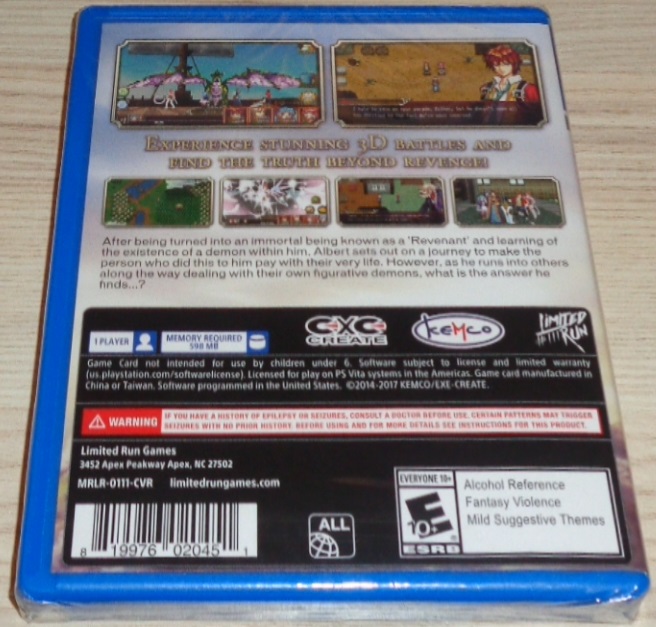 EXPERIENCE STUNNING 3D BATTLES AND
FIND THE TRUTH BEYOND REVENGE!
After being turned into an immortal being known as a 'Revenant' and learning of
the existence of a demon within him, Albert sets out on a journey to make the
person who did this to him pay with their very life. However, as he runs into others
along the way dealing with their own figurative demons, what is the answer he
finds...?
1 PLAYER
MEMORY REQUIRED
598 MB
EXE
CREATE
KEMCO
LIMITED
RUN
Game Card not intended for use by children under 6. Software subject to license and limited warranty
(us.playstation.com/softwarelicense). Licensed for play on PS Vita systems in the Americas. Game card manufactured in
China or Taiwan. Software programmed in the United States. ©2014-2017 KEMCO/EXE-CREATE.
WARNING
IF YOU HAVE A HISTORY OF EPILEPSY OR SEIZURES, CONSULT A DOCTOR BEFORE USE. CERTAIN PATTERNS MAY TRIGGER
SEIZURES WITH NO PRIOR HISTORY. BEFORE USING AND FOR MORE DETAILS SEE INSTRUCTIONS FOR THIS PRODUCT.
Limited Run Games
3452 Apex Peakway Apex, NC 27502
MRLR-0111-CVR limitedrungames.com
8 19976 02045 1
ALL
EVERYONE 10+
E
10+
ESRB
Alcohol Reference
Fantasy Violence
Mild Suggestive Themes